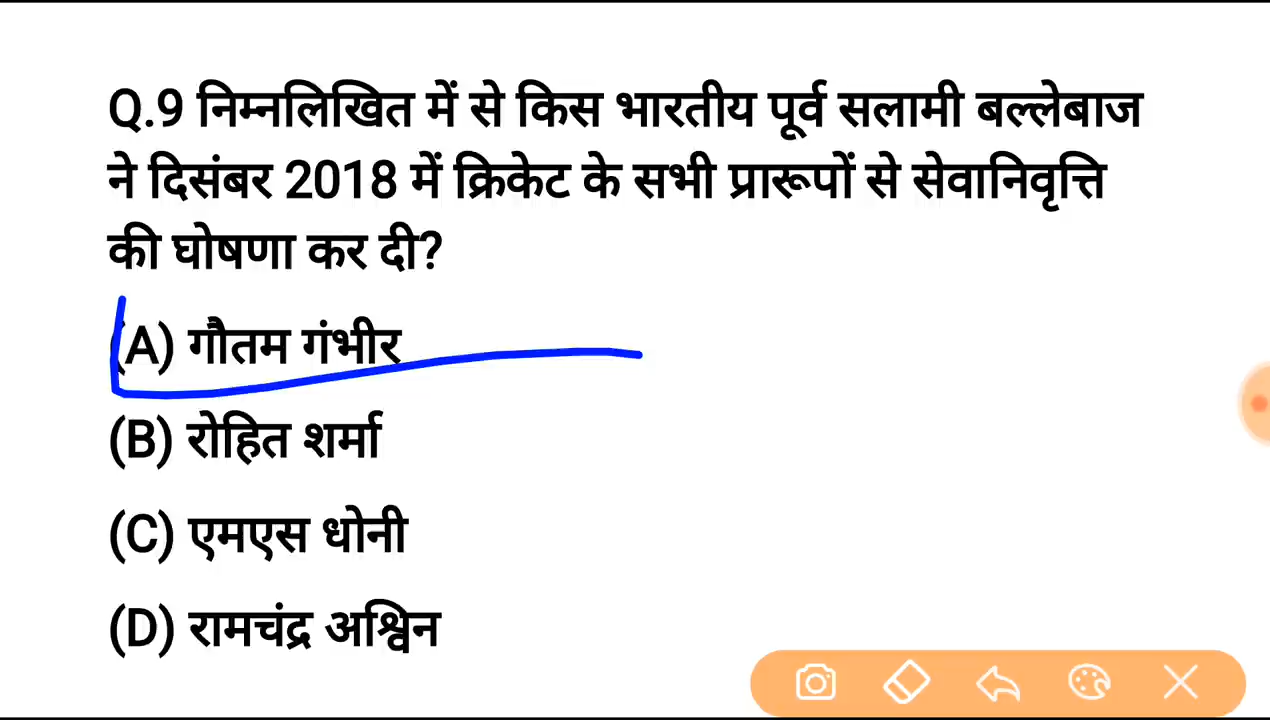 Q.9 निम्नलिखित में से किस भारतीय पूर्व सलामी बल्लेबाज
ने दिसंबर 2018 में क्रिकेट के सभी प्रारूपों से सेवानिवृत्ति
की घोषणा कर दी?
(A) गौतम गंभीर
(B) रोहित शर्मा
(C) एमएस धोनी
(D) रामचंद्र अश्विन